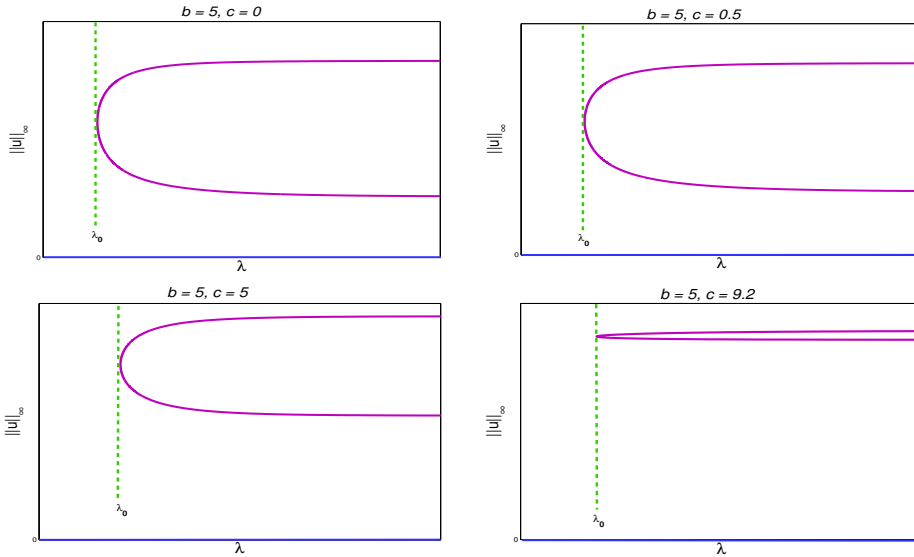 b = 5, c = 0
||u||∞
λ0
0
λ
b = 5, c = 0.5
||u||∞
λ0
0
λ
b = 5, c = 5
||u||∞
λ0
0
λ
b = 5, c = 9.2
||u||∞
λ0
0
λ